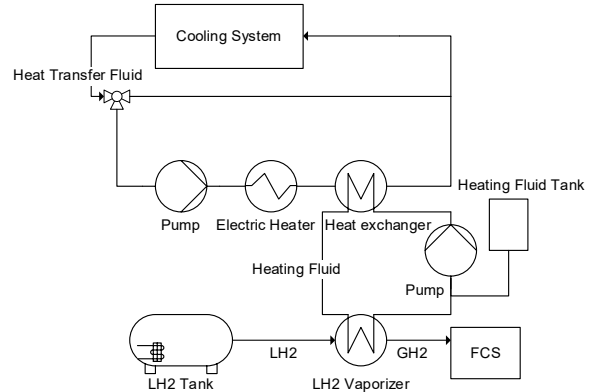 Cooling System
Heat Transfer Fluid
Heating Fluid Tank
Pump
Electric Heater
Heat exchanger
Heating Fluid
Pump
LH2
GH2
FCS
LH2 Tank
LH2 Vaporizer